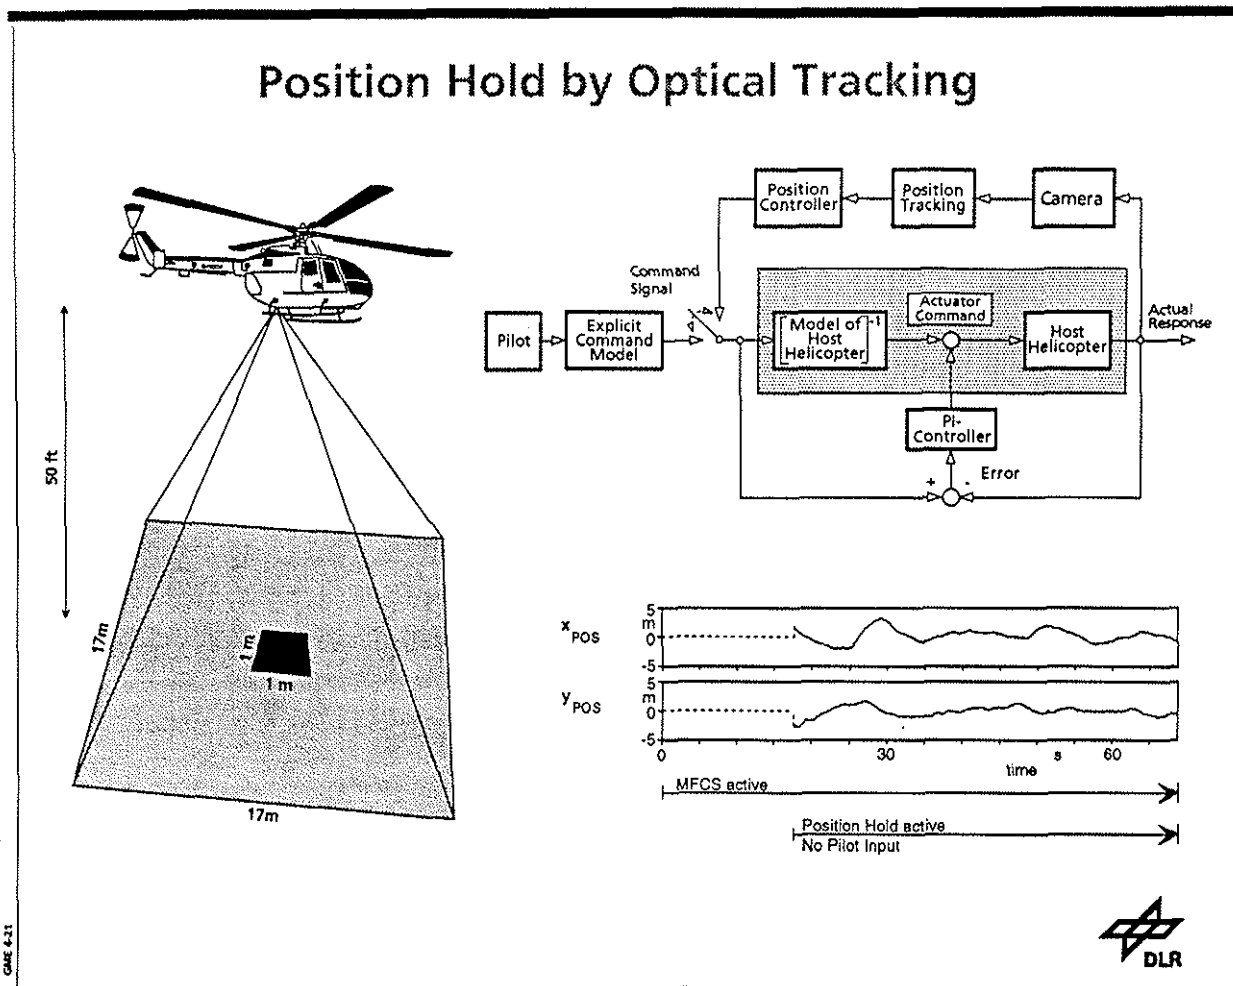 Position Hold by Optical Tracking
50 ft
17m
1 m
1 m
17m
Position
Controller
Position
Tracking
Camera
Command
Signal
Pilot
Explicit
Command
Model
[Model of
Host
Helicopter]-1
Actuator
Command
Host
Helicopter
Actual
Response
PI-
Controller
Error
+
-
x POS
5
m
0
-5
y POS
5
m
0
-5
0
30
s
60
time
MFCS active
Position Hold active
No Pilot Input
DLR